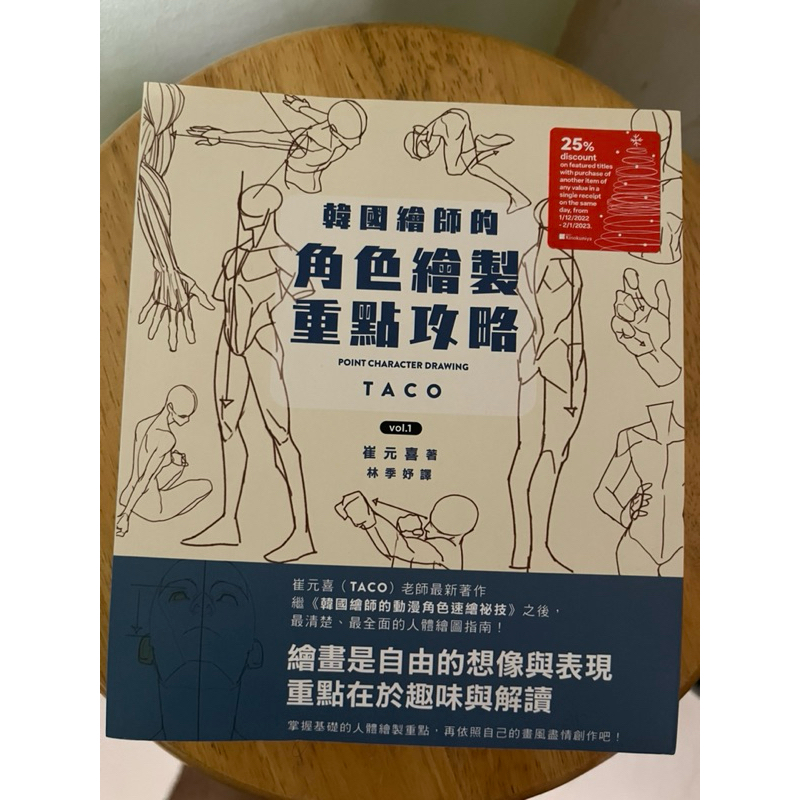 韓國繪師的
角色繪製
重點攻略
POINT CHARACTER DRAWING
TACO
vol.1
崔元喜 著
林季妤 譯
25%
discount
on featured titles
with purchase of
another item of
any value in a
single receipt
on the same
day, from
1/12/2022
- 2/1/2023.
Kinokuniya
崔元喜（TACO）老師最新著作
繼《韓國繪師的動漫角色速繪祕技》之後，
最清楚、最全面的人體繪圖指南！
繪畫是自由的想像與表現
重點在於趣味與解讀
掌握基礎的人體繪製重點，再依照自己的畫風盡情創作吧！